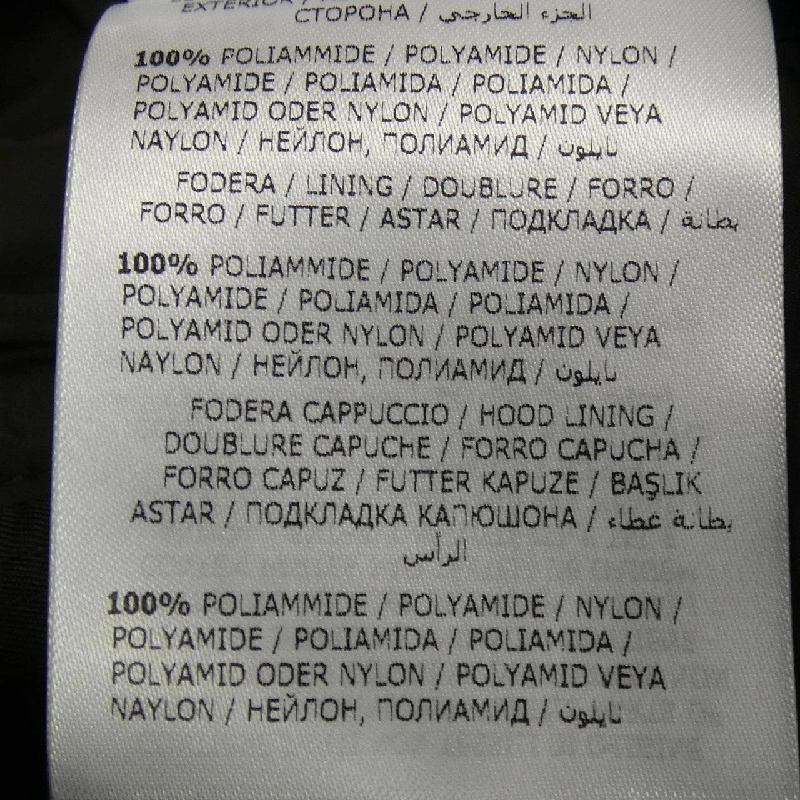 EXTERIOR /
СТОРОНА / الجزء الخارجي
100% POLIAMMIDE / POLYAMIDE / NYLON /
POLYAMIDE / POLIAMIDA / POLIAMIDA /
POLYAMID ODER NYLON / POLYAMID VEYA
NAYLON / НЕЙЛОН, ПОЛИАМИД / نايلون
FODERA / LINING / DOUBLURE / FORRO /
FORRO / FUTTER / ASTAR / ПОДКЛАДКА / بطانة
100% POLIAMMIDE / POLYAMIDE / NYLON /
POLYAMIDE / POLIAMIDA / POLIAMIDA /
POLYAMID ODER NYLON / POLYAMID VEYA
NAYLON / НЕЙЛОН, ПОЛИАМИД / نايلون
FODERA CAPPUCCIO / HOOD LINING /
DOUBLURE CAPUCHE / FORRO CAPUCHA /
FORRO CAPUZ / FUTTER KAPUZE / BAŞLIK
ASTAR / ПОДКЛАДКА КАПЮШОНА / بطانة غطاء
الرأس
100% POLIAMMIDE / POLYAMIDE / NYLON /
POLYAMIDE / POLIAMIDA / POLIAMIDA /
POLYAMID ODER NYLON / POLYAMID VEYA
NAYLON / НЕЙЛОН, ПОЛИАМИД / نايلون